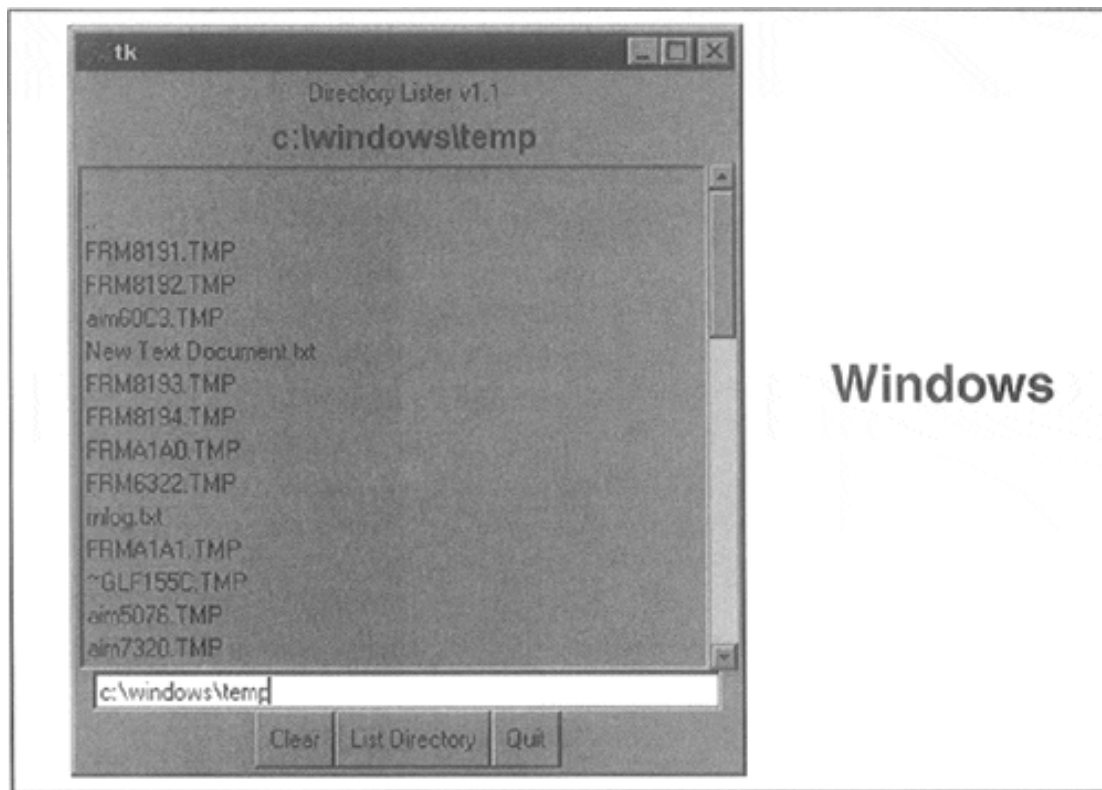 tk
Directory Lister v1.1
c:\windows\temp
.
..
FRM8191.TMP
FRM8192.TMP
aim60C3.TMP
New Text Document.txt
FRM8193.TMP
FRM8194.TMP
FRMA1A0.TMP
FRM6322.TMP
mlog.txt
FRMA1A1.TMP
~GLF155C.TMP
aim5076.TMP
aim7320.TMP
c:\windows\temp
Clear List Directory Quit
Windows